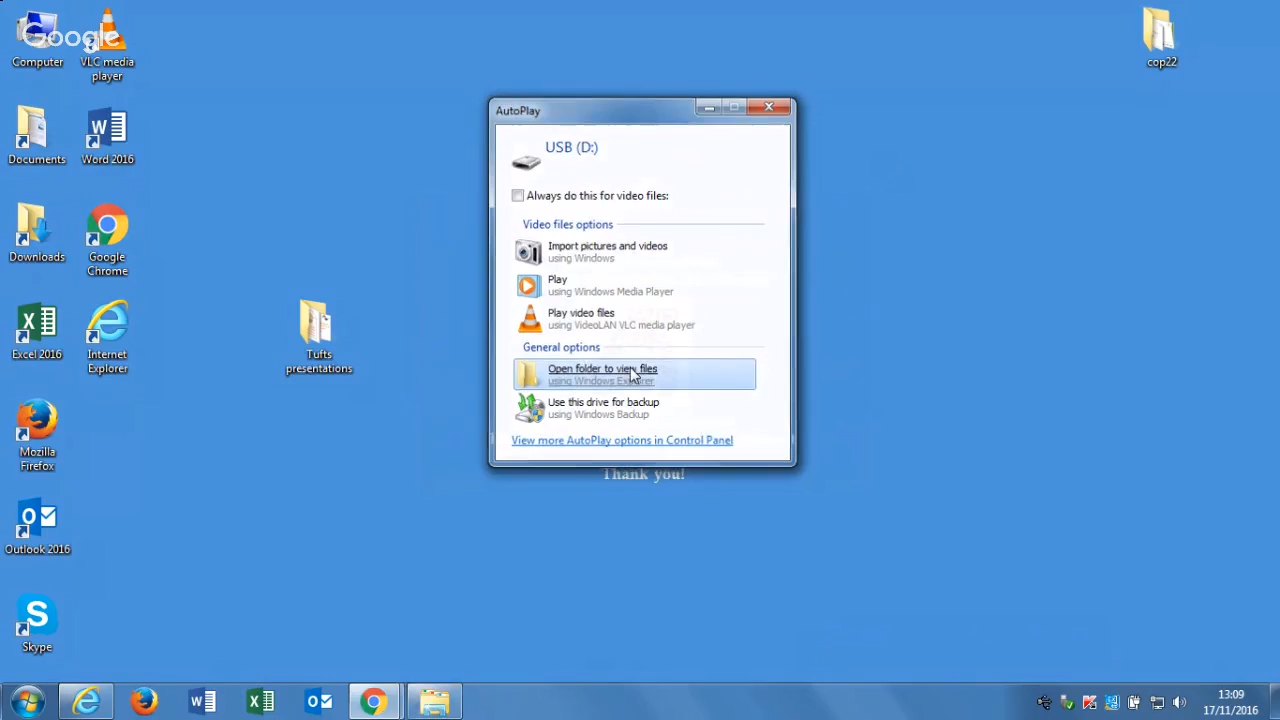 Google
Computer
VLC media
player
cop22
Documents
Word 2016
Downloads
Google
Chrome
Excel 2016
Internet
Explorer
Tufts
presentations
Mozilla
Firefox
Outlook 2016
Skype
AutoPlay
USB (D:)
Always do this for video files:
Video files options
Import pictures and videos
using Windows
Play
using Windows Media Player
Play video files
using VideoLAN VLC media player
General options
Open folder to view files
using Windows Explorer
Use this drive for backup
using Windows Backup
View more AutoPlay options in Control Panel
Thank you!
13:09
17/11/2016